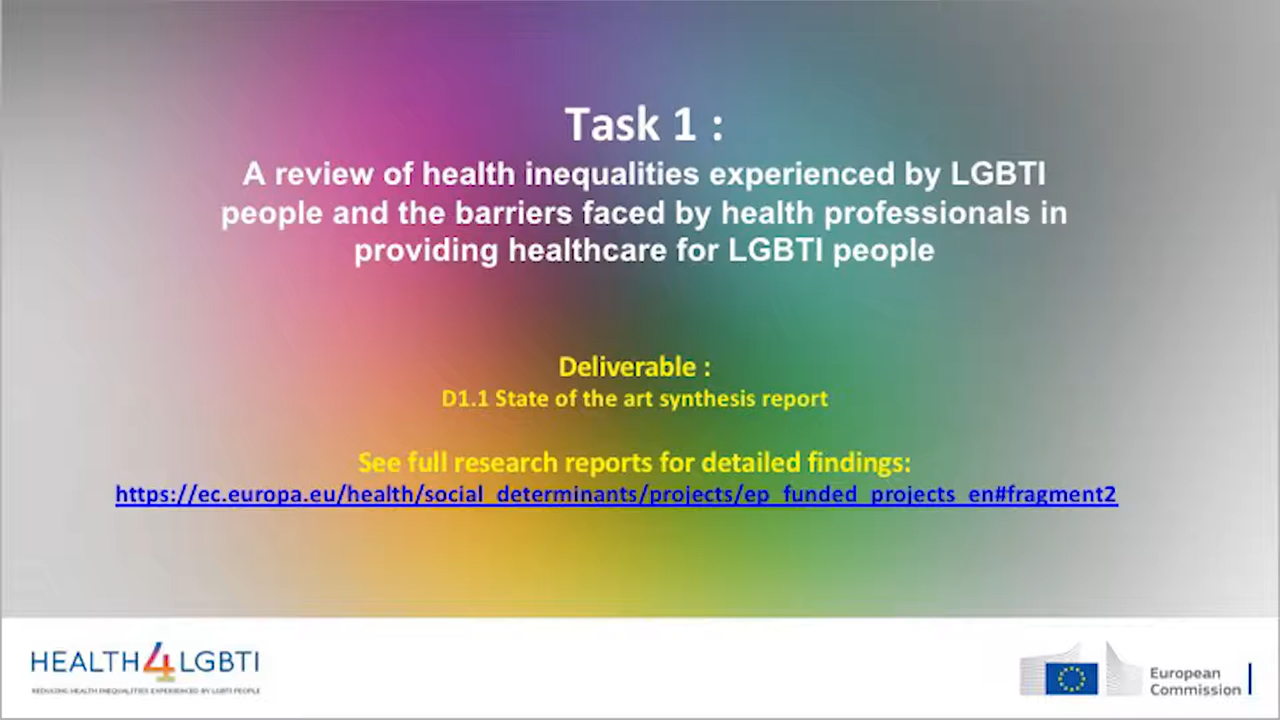 Task 1 :
A review of health inequalities experienced by LGBTI
people and the barriers faced by health professionals in
providing healthcare for LGBTI people
Deliverable :
D1.1 State of the art synthesis report
See full research reports for detailed findings:
https://ec.europa.eu/health/social_determinants/projects/ep_funded_projects_en#fragment2
HEALTH4LGBTI
REDUCING HEALTH INEQUALITIES EXPERIENCED BY LGBTI PEOPLE
European
Commission